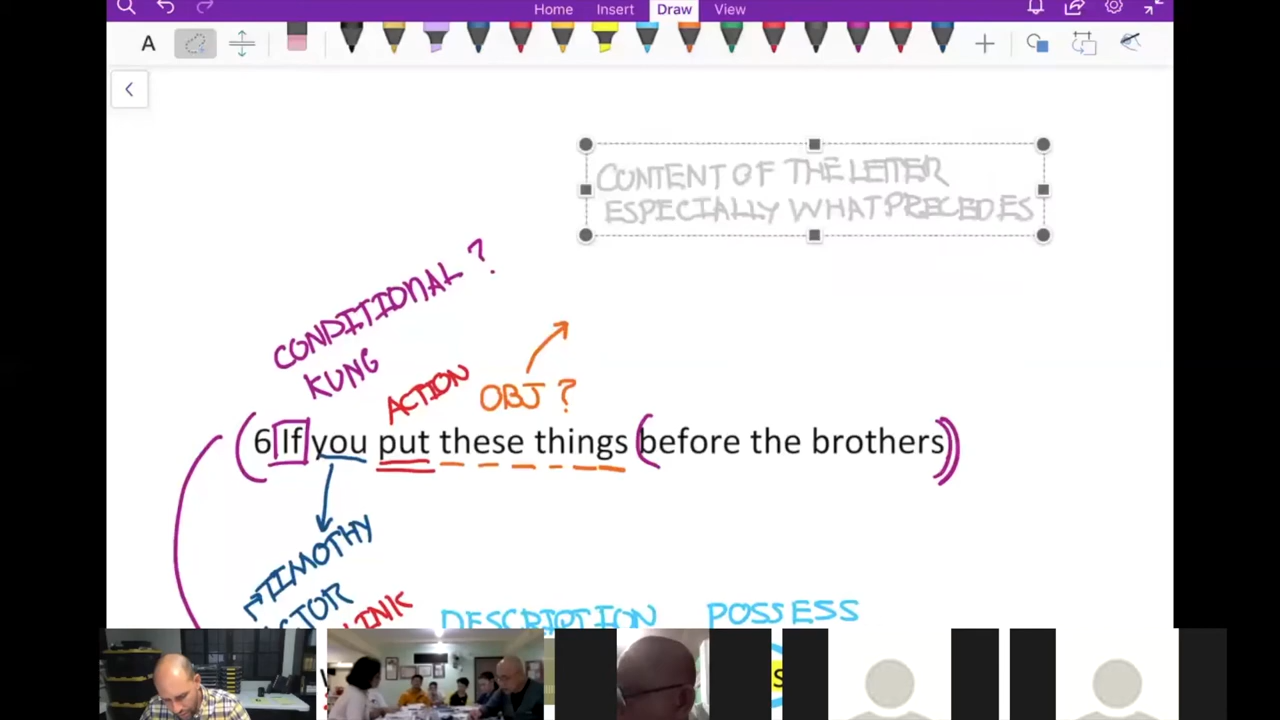 Home Insert Draw View
A
CONTENT OF THE LETTER
ESPECIALLY WHAT PRECEDES
CONDITIONAL ?
KUNG
ACTION
OBJ ?
(6 If you put these things (before the brothers))
TIMOTHY
LINK
DESCRIPTION POSSESS